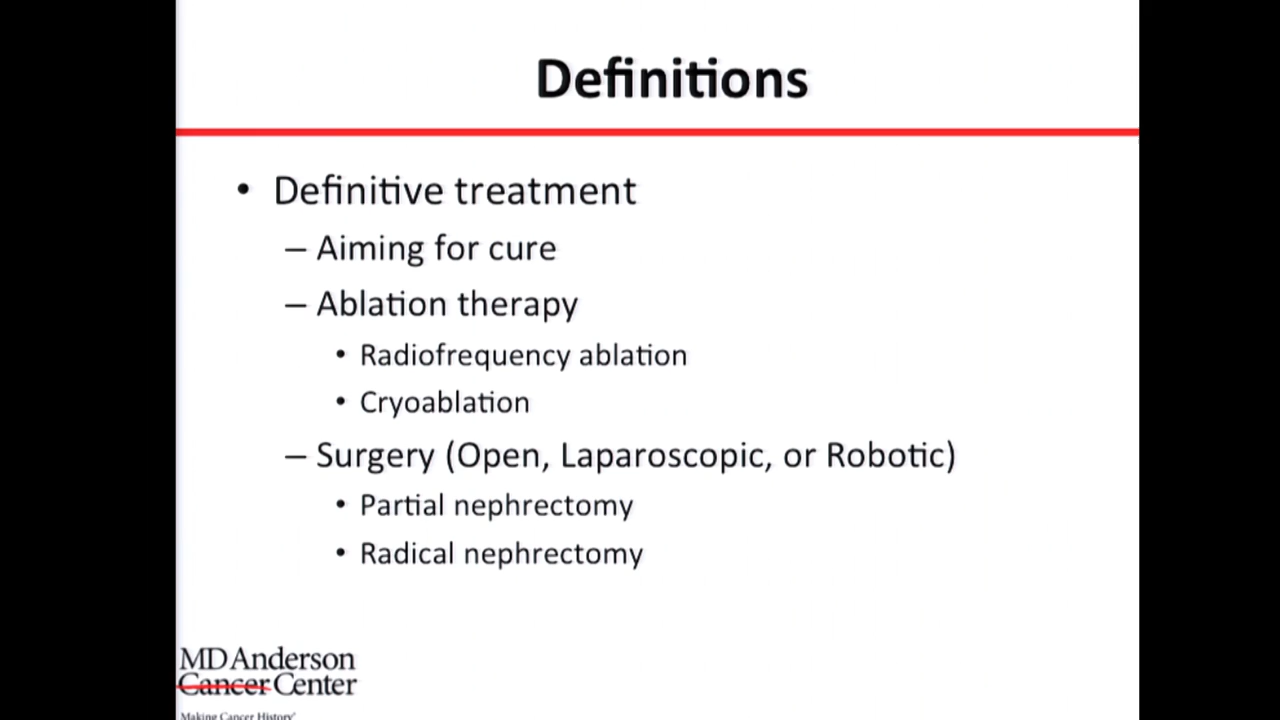 Definitions
• Definitive treatment
– Aiming for cure
– Ablation therapy
• Radiofrequency ablation
• Cryoablation
– Surgery (Open, Laparoscopic, or Robotic)
• Partial nephrectomy
• Radical nephrectomy
MD Anderson
Cancer Center
Making Cancer History'